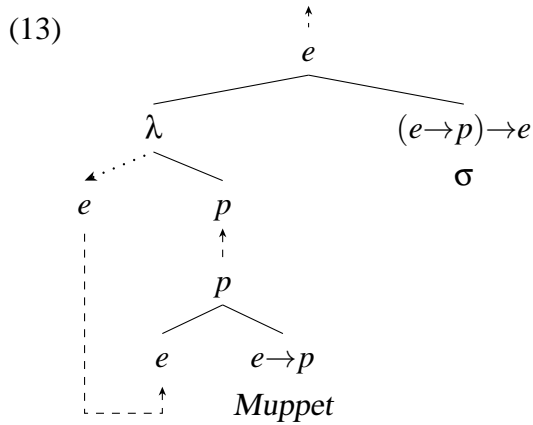 (13)
e
λ (e→p)→e
σ
e p
p
e e→p
Muppet